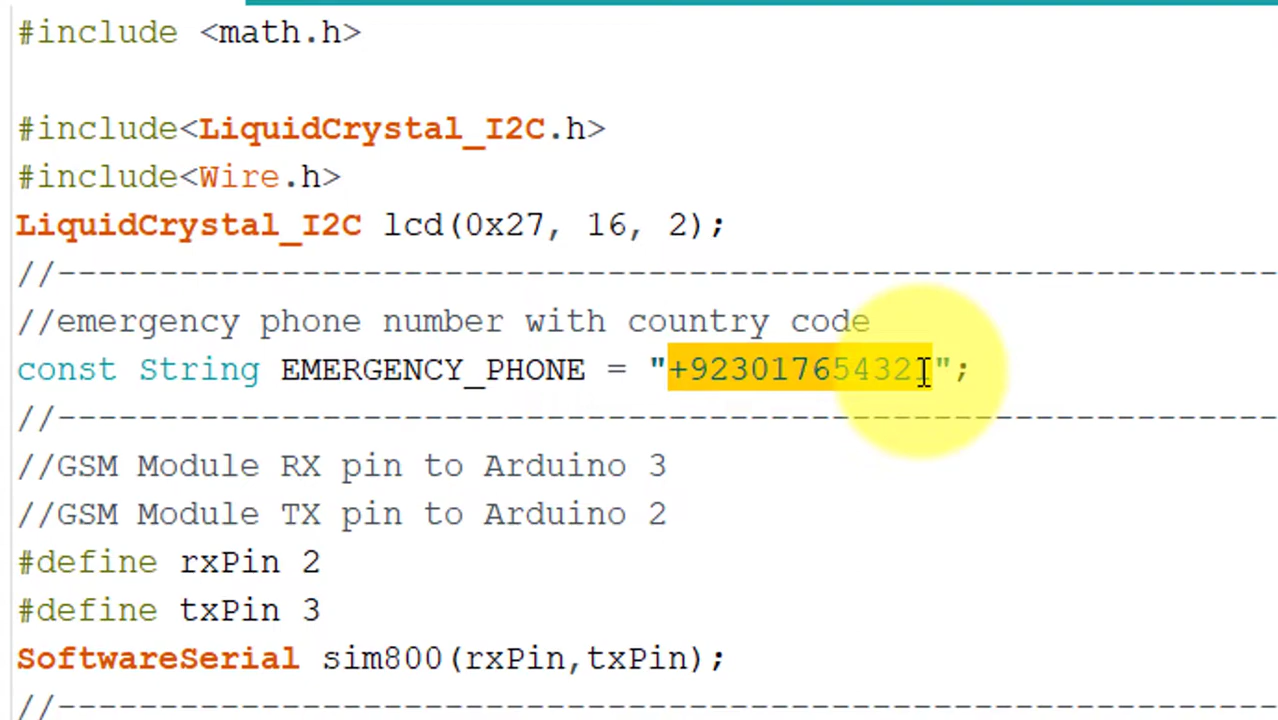 #include <math.h>
#include<LiquidCrystal_I2C.h>
#include<Wire.h>
LiquidCrystal_I2C lcd(0x27, 16, 2);
//------------------------------------------------------------
//emergency phone number with country code
const String EMERGENCY_PHONE = "+923017654321";
//------------------------------------------------------------
//GSM Module RX pin to Arduino 3
//GSM Module TX pin to Arduino 2
#define rxPin 2
#define txPin 3
SoftwareSerial sim800(rxPin,txPin);
//------------------------------------------------------------